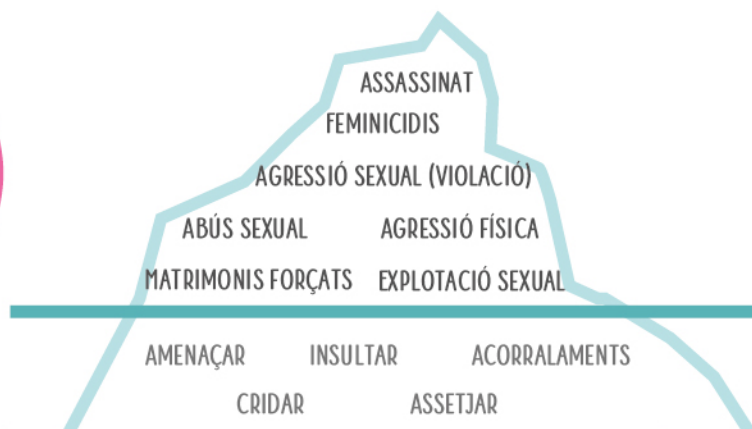 ASSASSINAT
FEMINICIDIS
AGRESSIÓ SEXUAL (VIOLACIÓ)
ABÚS SEXUAL AGRESSIÓ FÍSICA
MATRIMONIS FORÇATS EXPLOTACIÓ SEXUAL
AMENAÇAR INSULTAR ACORRALAMENTS
CRIDAR ASSETJAR